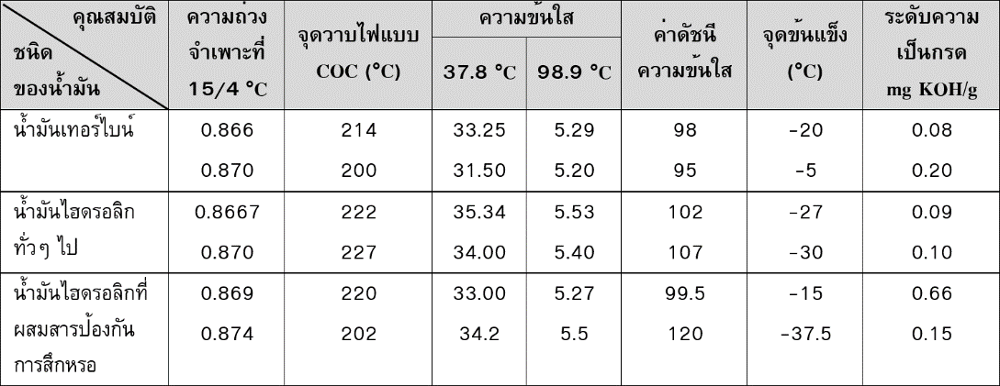 คุณสมบัติ
ชนิด
ของน้ำมัน
ความถ่วง
จำเพาะที่
15/4 °C
จุดวาบไฟแบบ
COC (°C)
ความข้นใส
37.8 °C 98.9 °C
ค่าดัชนี
ความข้นใส
จุดข้นแข็ง
(°C)
ระดับความ
เป็นกรด
mg KOH/g
น้ำมันเทอร์ไบน์ 0.866 214 33.25 5.29 98 -20 0.08
0.870 200 31.50 5.20 95 -5 0.20
น้ำมันไฮดรอลิก 0.8667 222 35.34 5.53 102 -27 0.09
ทั่วๆ ไป 0.870 227 34.00 5.40 107 -30 0.10
น้ำมันไฮดรอลิกที่ 0.869 220 33.00 5.27 99.5 -15 0.66
ผสมสารป้องกัน 0.874 202 34.2 5.5 120 -37.5 0.15
การสึกหรอ